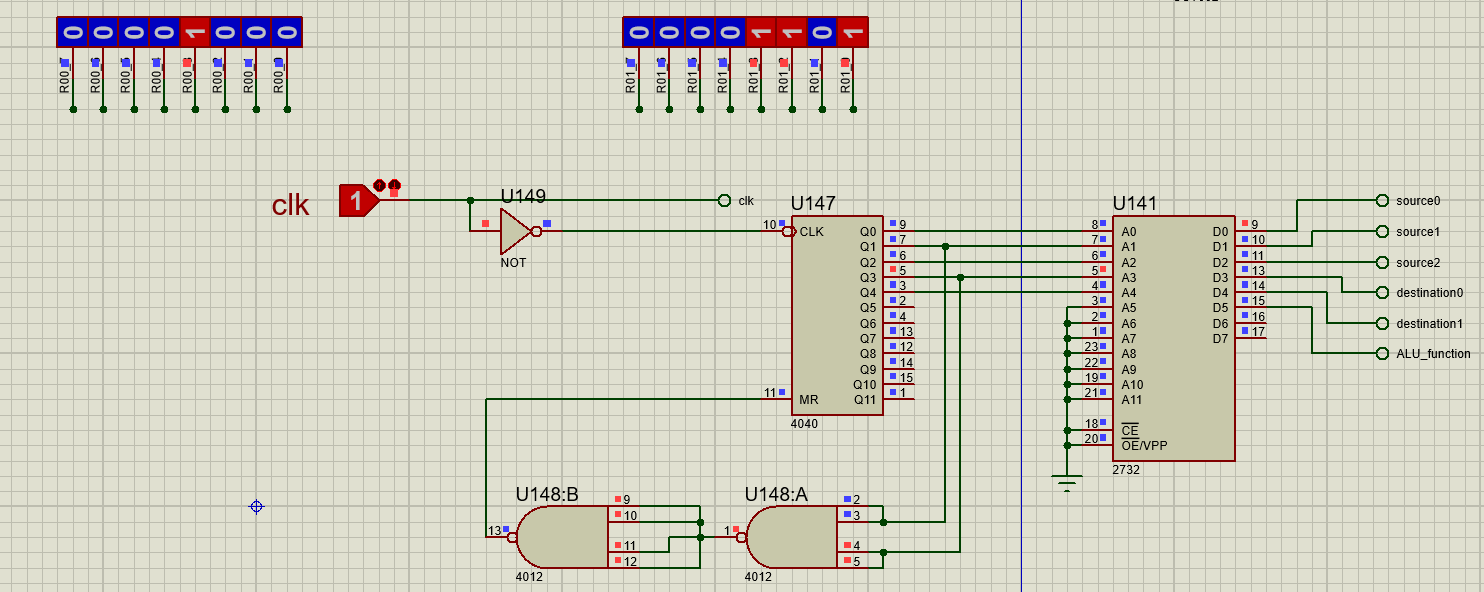 0 0 0 0 1 0 0 0
0 0 0 0 1 1 0 1
clk
1
U149
NOT
clk
U147
10 CLK Q0 9
Q1 7
Q2 6
Q3 5
Q4 3
Q5 2
Q6 4
Q7 13
Q8 12
Q9 14
Q10 15
11 MR Q11 1
4040
U141
8 A0 D0 9
7 A1 D1 10
6 A2 D2 11
5 A3 D3 13
4 A4 D4 14
3 A5 D5 15
2 A6 D6 16
1 A7 D7 17
23 A8
22 A9
19 A10
21 A11
18 CE
20 OE/VPP
2732
source0
source1
source2
destination0
destination1
ALU_function
U148:B
9
10
13
11
12
4012
U148:A
2
3
1
4
5
4012